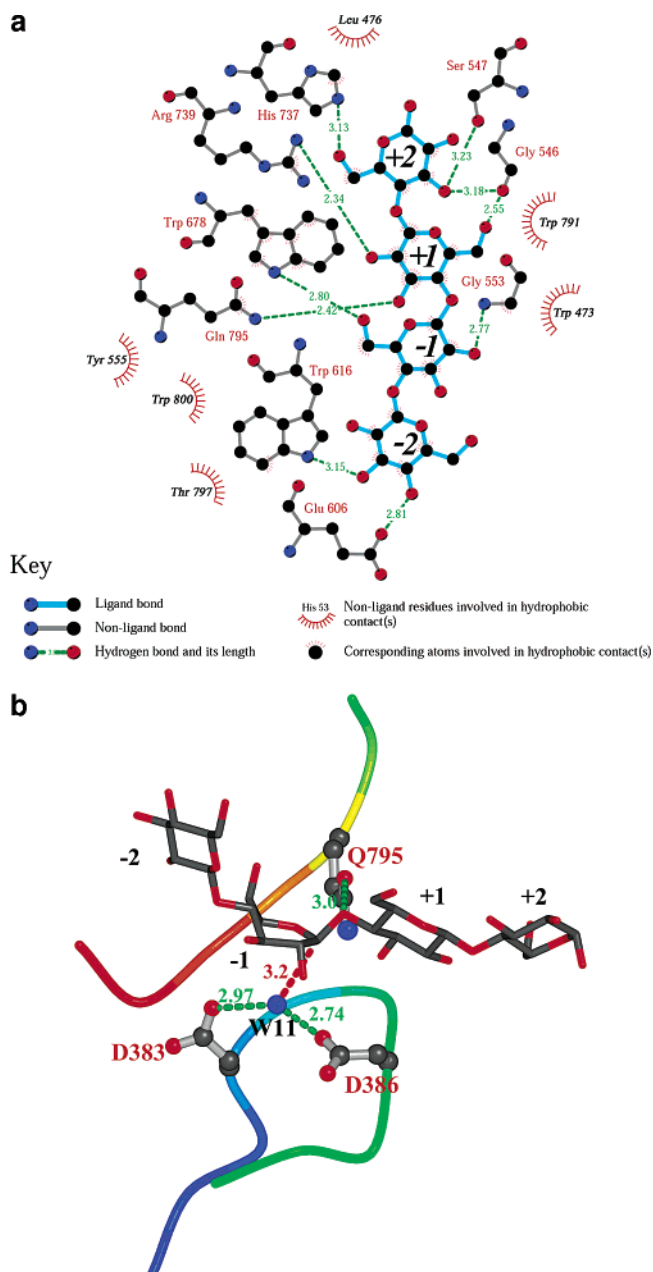 a
Leu 476
His 737
Ser 547
Arg 739
3.13
+2
3.23
Gly 546
3.18
2.34
2.55
Trp 678
Trp 791
+1
Gly 553
2.80
2.42
Gln 795
2.77
Trp 473
-1
Tyr 555
Trp 616
Trp 800
-2
3.15
Thr 797
Glu 606
2.81
Key
Ligand bond
Non-ligand bond
Hydrogen bond and its length
His 53
Non-ligand residues involved in hydrophobic
contact(s)
Corresponding atoms involved in hydrophobic contact(s)
b
-2
Q795
+1
+2
3.0
-1
3.2
2.97
W11
2.74
D383
D386